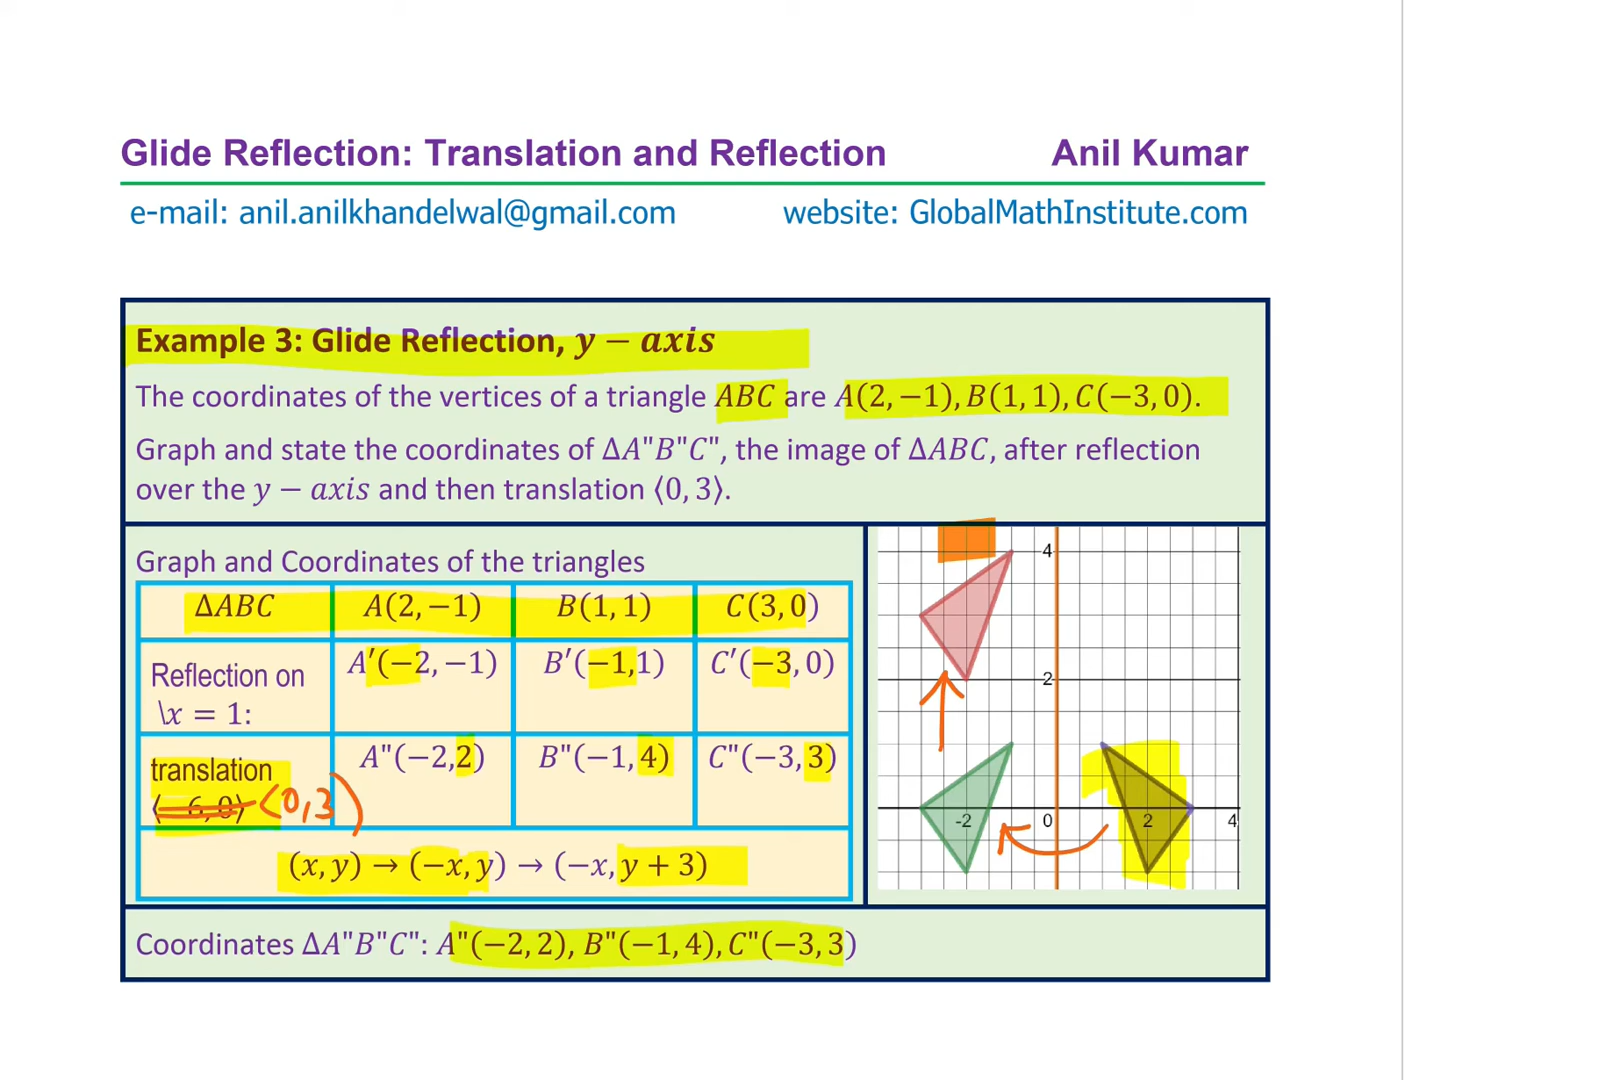 Glide Reflection: Translation and Reflection Anil Kumar
e-mail: anil.anilkhandelwal@gmail.com website: GlobalMathInstitute.com
Example 3: Glide Reflection, y − axis
The coordinates of the vertices of a triangle ABC are A(2, −1), B(1, 1), C(−3, 0).
Graph and state the coordinates of ΔA"B"C", the image of ΔABC, after reflection
over the y − axis and then translation ⟨0, 3⟩.
Graph and Coordinates of the triangles
ΔABC A(2, −1) B(1, 1) C(3, 0)
Reflection on
\x = 1:
A′(−2, −1) B′(−1,1) C′(−3, 0)
translation
⟨−6, 0⟩ ⟨0,3⟩
A"(−2,2) B"(−1, 4) C"(−3, 3)
(x, y) → (−x, y) → (−x, y + 3)
4
2
-2 0 2 4
Coordinates ΔA"B"C": A"(−2, 2), B"(−1, 4), C"(−3, 3)